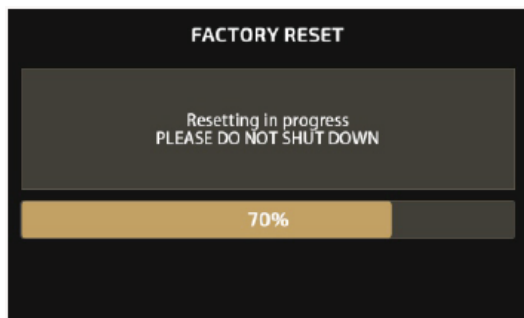 FACTORY RESET
Resetting in progress
PLEASE DO NOT SHUT DOWN
70%